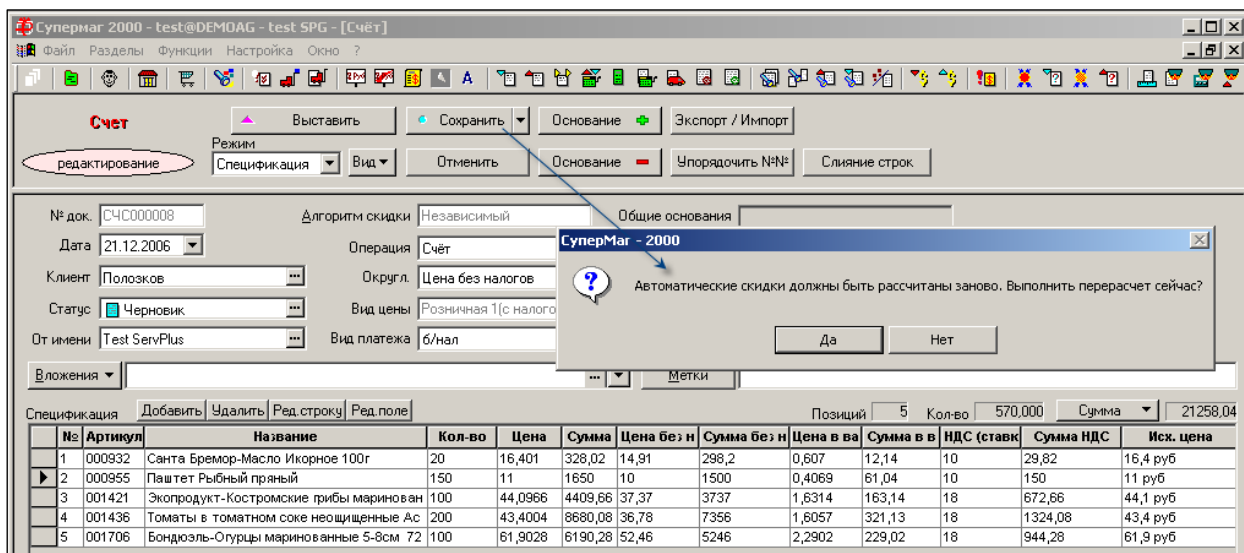 Супермаг 2000 - test@DEMOAG - test SPG - [Счёт]
Файл Разделы Функции Настройка Окно ?
Счет Выставить Сохранить Основание Экспорт / Импорт
Режим
редактирование Спецификация Вид Отменить Основание Упорядочить №№ Слияние строк
№ док. СЧС000008 Алгоритм скидки Независимый Общие основания
Дата 21.12.2006 Операция Счёт
Клиент Полозков ... Округл. Цена без налогов
Статус Черновик ... Вид цены Розничная 1(с налого
От имени Test ServPlus ... Вид платежа б/нал
СуперМаг - 2000
Автоматические скидки должны быть рассчитаны заново. Выполнить перерасчет сейчас?
Да Нет
Вложения ... Метки
Спецификация Добавить Удалить Ред.строку Ред.поле Позиций 5 Кол-во 570,000 Сумма 21258,04
№ Артикул Название Кол-во Цена Сумма Цена без н Сумма без н Цена в ва Сумма в в НДС (ставк Сумма НДС Исх. цена
1 000932 Санта Бремор-Масло Икорное 100г 20 16,401 328,02 14,91 298,2 0,607 12,14 10 29,82 16,4 руб
2 000955 Паштет Рыбный пряный 150 11 1650 10 1500 0,4069 61,04 10 150 11 руб
3 001421 Экопродукт-Костромские грибы маринован 100 44,0966 4409,66 37,37 3737 1,6314 163,14 18 672,66 44,1 руб
4 001436 Томаты в томатном соке неощищенные Ас 200 43,4004 8680,08 36,78 7356 1,6057 321,13 18 1324,08 43,4 руб
5 001706 Бондюэль-Огурцы маринованные 5-8см 72 100 61,9028 6190,28 52,46 5246 2,2902 229,02 18 944,28 61,9 руб